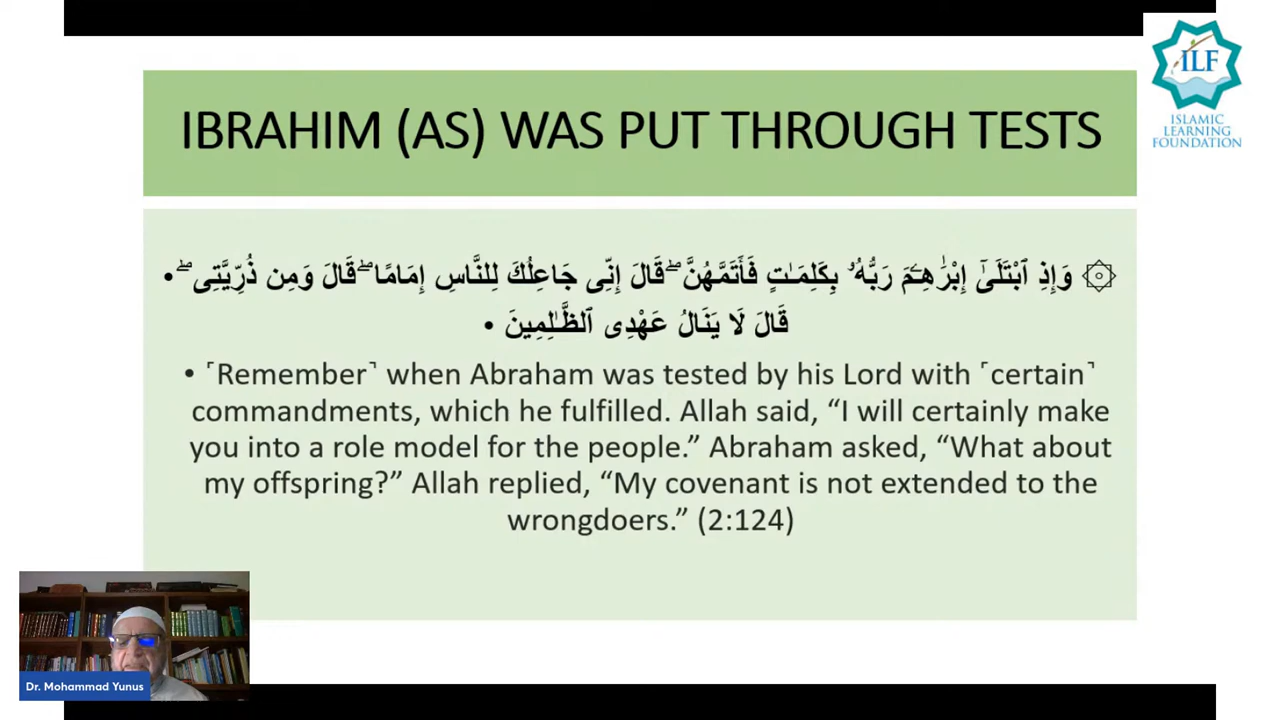 IBRAHIM (AS) WAS PUT THROUGH TESTS
ILF
ISLAMIC
LEARNING
FOUNDATION
۞ وَإِذِ ٱبْتَلَىٰٓ إِبْرَٰهِـۧمَ رَبُّهُۥ بِكَلِمَـٰتٍ فَأَتَمَّهُنَّ ۖ قَالَ إِنِّى جَاعِلُكَ لِلنَّاسِ إِمَامًا ۖ قَالَ وَمِن ذُرِّيَّتِى ۖ •
قَالَ لَا يَنَالُ عَهْدِى ٱلظَّـٰلِمِينَ •
• ˹Remember˺ when Abraham was tested by his Lord with ˹certain˺
commandments, which he fulfilled. Allah said, “I will certainly make
you into a role model for the people.” Abraham asked, “What about
my offspring?” Allah replied, “My covenant is not extended to the
wrongdoers.” (2:124)
Dr. Mohammad Yunus